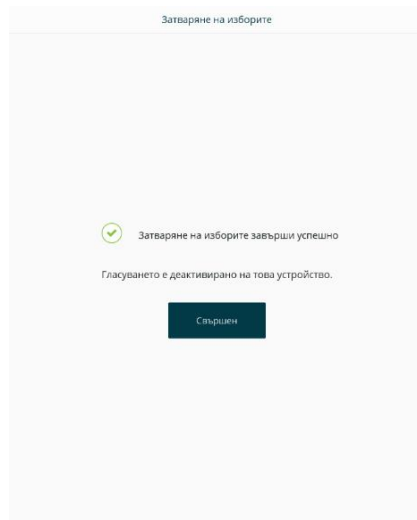 Затваряне на изборите
Затваряне на изборите завърши успешно
Гласуването е деактивирано на това устройство.
Свършен